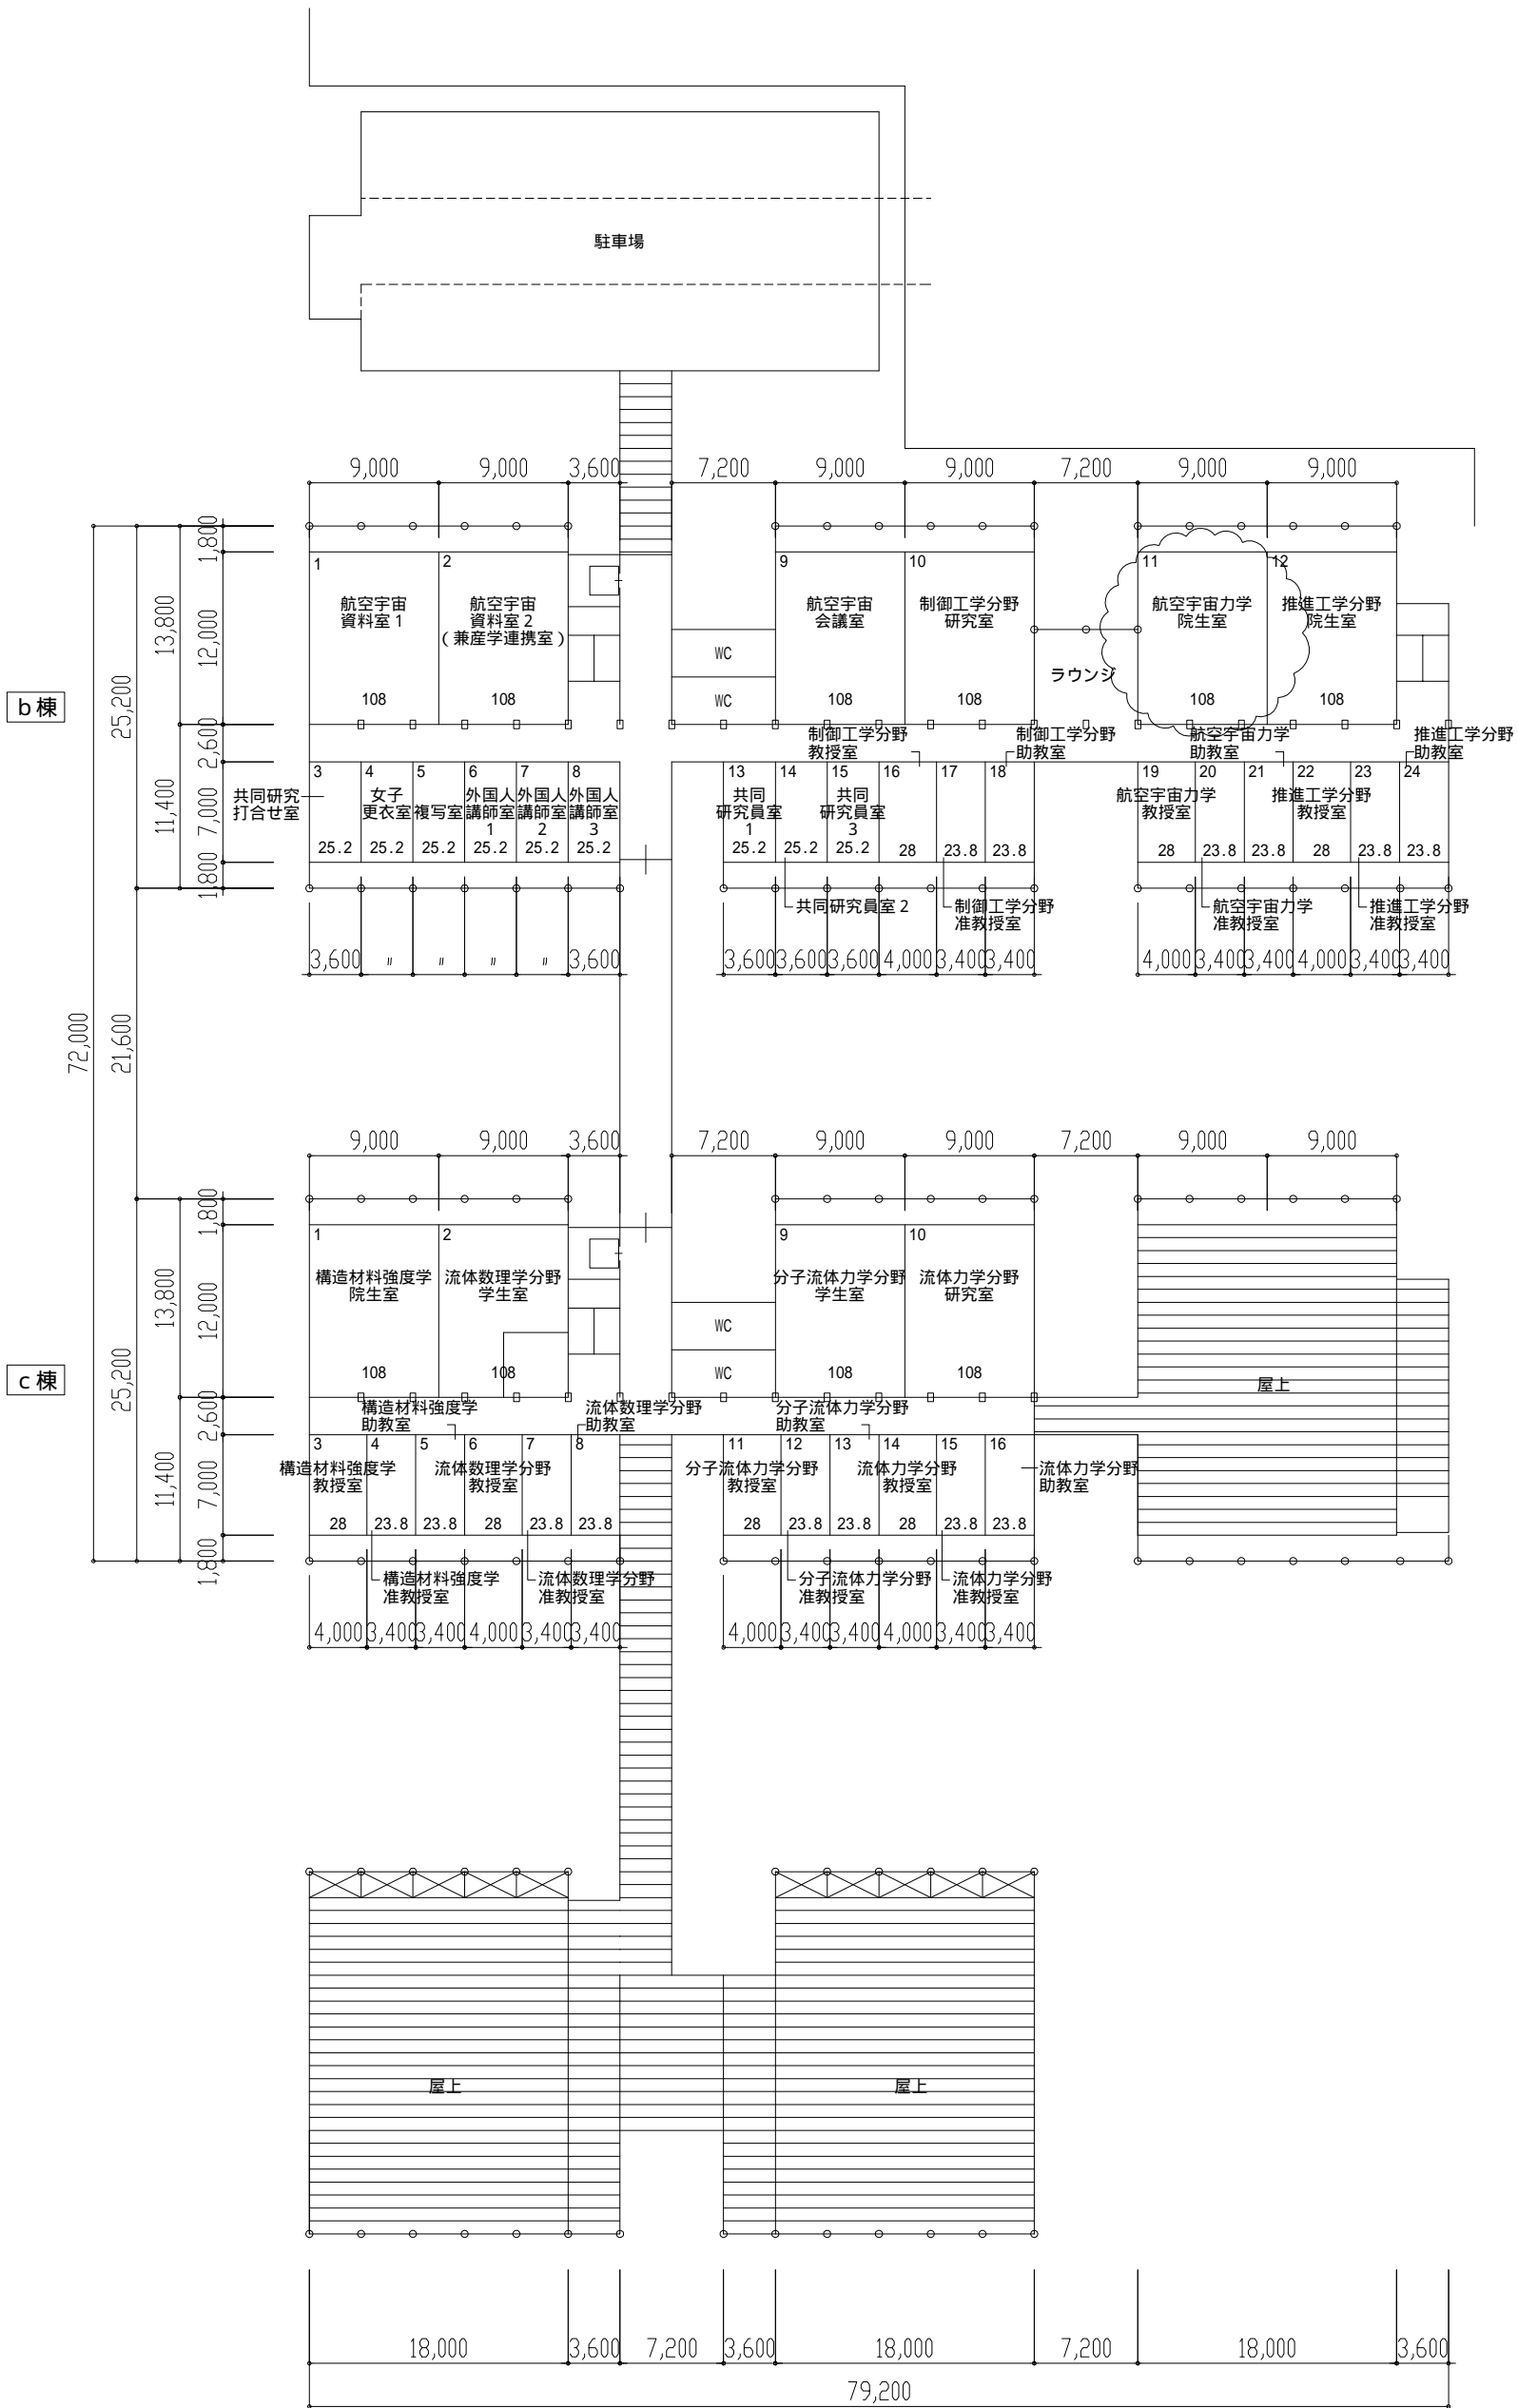 駐車場
9,000
9,000
3,600
7,200
9,000
9,000
7,200
9,000
9,000
b棟
72,000
25,200
21,600
25,200
13,800
11,400
1,800
12,000
2,600
7,000
1,800
1
航空宇宙
資料室1
108
2
航空宇宙
資料室2
(兼産学連携室)
108
WC
WC
9
航空宇宙
会議室
108
10
制御工学分野
研究室
108
ラウンジ
11
航空宇宙力学
院生室
108
12
推進工学分野
院生室
108
制御工学分野
教授室
制御工学分野
助教室
航空宇宙力学
助教室
推進工学分野
助教室
共同研究
打合せ室
3
25.2
4
女子
更衣室
25.2
5
複写室
25.2
6
外国人
講師室
1
25.2
7
外国人
講師室
2
25.2
8
外国人
講師室
3
25.2
13
共同
研究員室
1
25.2
14
25.2
15
共同
研究員室
3
25.2
16
28
17
23.8
18
23.8
19
航空宇宙力学
教授室
28
20
23.8
21
23.8
22
推進工学分野
教授室
28
23
23.8
24
23.8
共同研究員室2
制御工学分野
准教授室
航空宇宙力学
准教授室
推進工学分野
准教授室
3,600
〃
〃
〃
〃
3,600
3,600
3,600
3,600
4,000
3,400
3,400
4,000
3,400
3,400
4,000
3,400
3,400
9,000
9,000
3,600
7,200
9,000
9,000
7,200
9,000
9,000
c棟
13,800
11,400
1,800
12,000
2,600
7,000
1,800
1
構造材料強度学
院生室
108
2
流体数理学分野
学生室
108
WC
WC
9
分子流体力学分野
学生室
108
10
流体力学分野
研究室
108
屋上
構造材料強度学
助教室
流体数理学分野
助教室
分子流体力学分野
助教室
3
構造材料強度学
教授室
28
4
23.8
5
23.8
6
流体数理学分野
教授室
28
7
23.8
8
23.8
11
分子流体力学分野
教授室
28
12
23.8
13
23.8
14
流体力学分野
教授室
28
15
23.8
16
23.8
流体力学分野
助教室
構造材料強度学
准教授室
流体数理学分野
准教授室
分子流体力学分野
准教授室
流体力学分野
准教授室
4,000
3,400
3,400
4,000
3,400
3,400
4,000
3,400
3,400
4,000
3,400
3,400
屋上
屋上
18,000
3,600
7,200
3,600
18,000
7,200
18,000
3,600
79,200